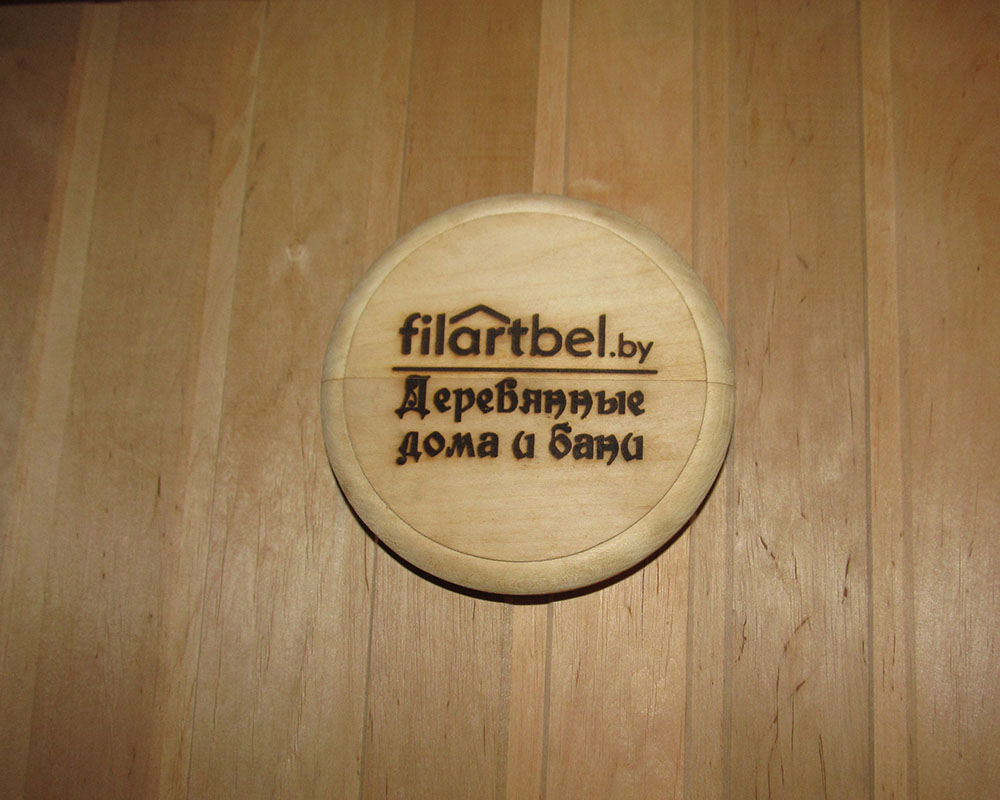 filartbel.by
Деревянные
дома и бани